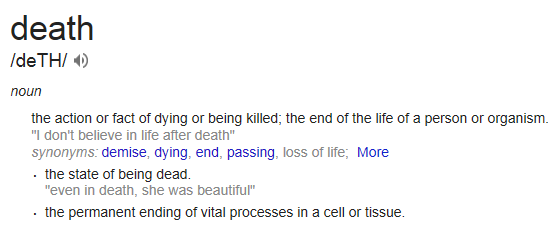 death
/deTH/
noun
the action or fact of dying or being killed; the end of the life of a person or organism.
"I don't believe in life after death"
synonyms: demise, dying, end, passing, loss of life; More
· the state of being dead.
"even in death, she was beautiful"
· the permanent ending of vital processes in a cell or tissue.